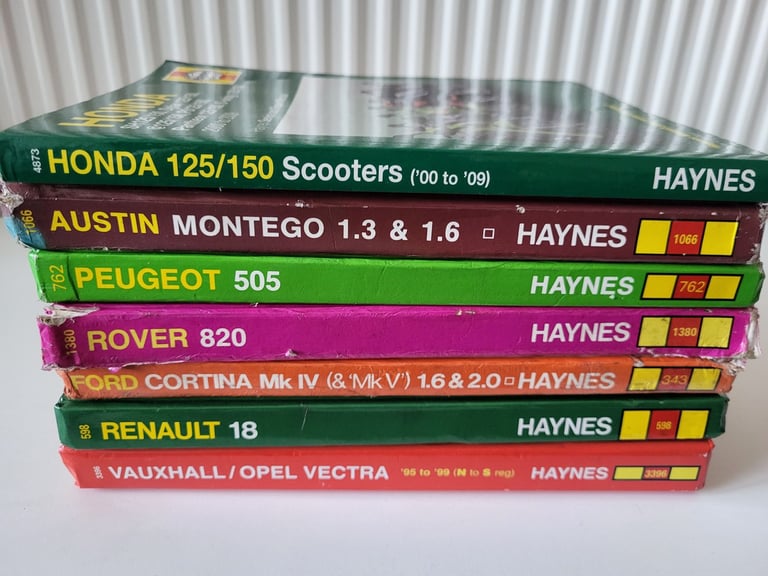 HONDA
4873 HONDA 125/150 Scooters ('00 to '09) HAYNES
1066 AUSTIN MONTEGO 1.3 & 1.6 HAYNES 1066
762 PEUGEOT 505 HAYNES 762
1380 ROVER 820 HAYNES 1380
FORD CORTINA Mk IV (& 'Mk V') 1.6 & 2.0 HAYNES 343
598 RENAULT 18 HAYNES 598
3396 VAUXHALL/OPEL VECTRA '95 to '99 (N to S reg) HAYNES 3396